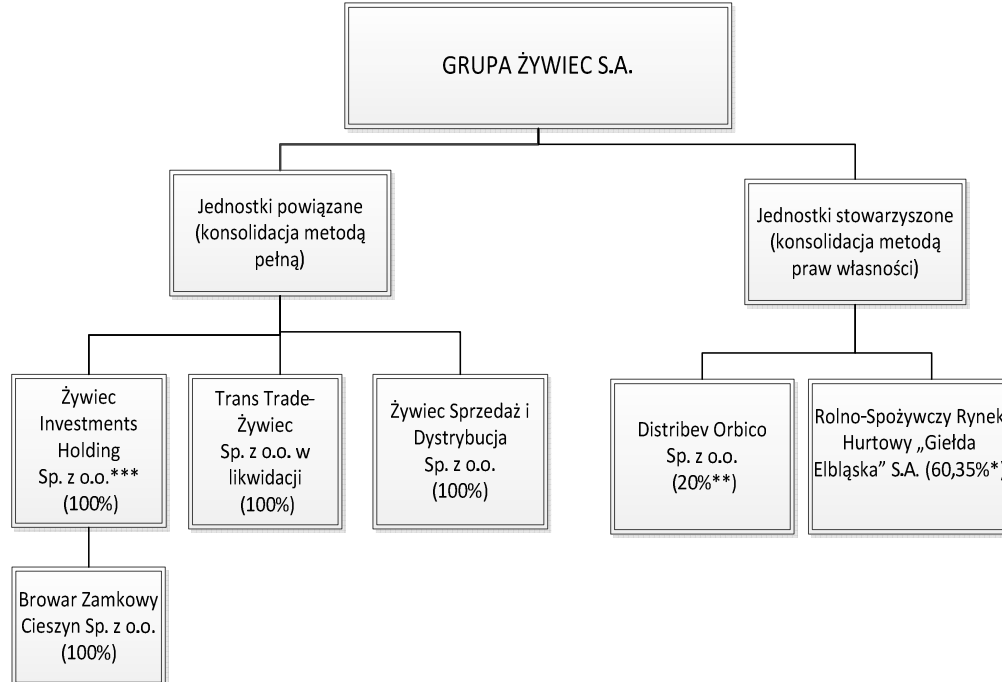 GRUPA ŻYWIEC S.A.
Jednostki powiązane
(konsolidacja metodą
pełną)
Jednostki stowarzyszone
(konsolidacja metodą
praw własności)
Żywiec
Investments
Holding
Sp. z o.o.***
(100%)
Trans Trade-
Żywiec
Sp. z o.o. w
likwidacji
(100%)
Żywiec Sprzedaż i
Dystrybucja
Sp. z o.o.
(100%)
Distribev Orbico
Sp. z o.o.
(20%**)
Rolno-Spożywczy Rynek
Hurtowy „Giełda
Elbląska” S.A. (60,35%*)
Browar Zamkowy
Cieszyn Sp. z o.o.
(100%)